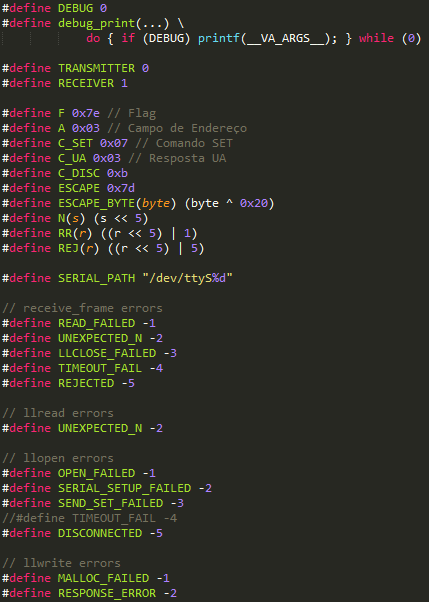 #define DEBUG 0
#define debug_print(...) \
do { if (DEBUG) printf(__VA_ARGS__); } while (0)
#define TRANSMITTER 0
#define RECEIVER 1
#define F 0x7e // Flag
#define A 0x03 // Campo de Endereço
#define C_SET 0x07 // Comando SET
#define C_UA 0x03 // Resposta UA
#define C_DISC 0xb
#define ESCAPE 0x7d
#define ESCAPE_BYTE(byte) (byte ^ 0x20)
#define N(s) (s << 5)
#define RR(r) ((r << 5) | 1)
#define REJ(r) ((r << 5) | 5)
#define SERIAL_PATH "/dev/ttyS%d"
// receive_frame errors
#define READ_FAILED -1
#define UNEXPECTED_N -2
#define LLCLOSE_FAILED -3
#define TIMEOUT_FAIL -4
#define REJECTED -5
// llread errors
#define UNEXPECTED_N -2
// llopen errors
#define OPEN_FAILED -1
#define SERIAL_SETUP_FAILED -2
#define SEND_SET_FAILED -3
//#define TIMEOUT_FAIL -4
#define DISCONNECTED -5
// llwrite errors
#define MALLOC_FAILED -1
#define RESPONSE_ERROR -2